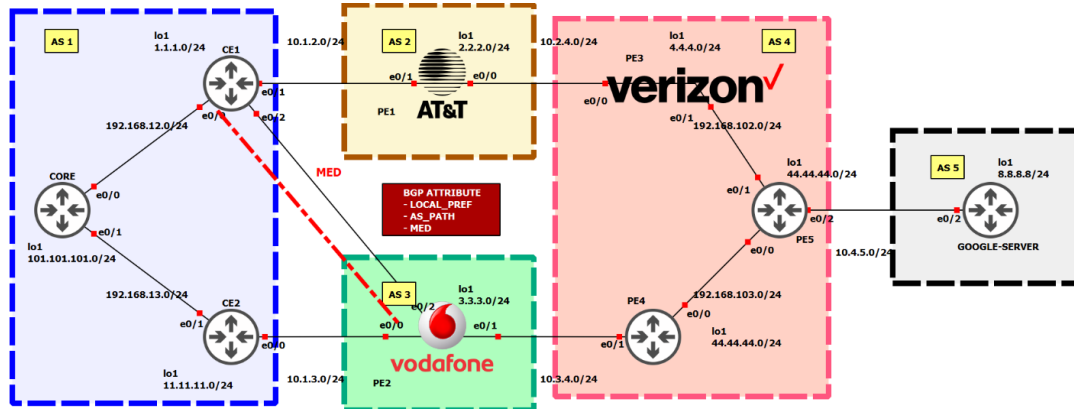 AS 1
lo1
1.1.1.0/24
CE1
e0/1
e0/2
e0/0
192.168.12.0/24
CORE
e0/0
e0/1
lo1
101.101.101.0/24
192.168.13.0/24
CE2
e0/1
e0/0
lo1
11.11.11.0/24
10.1.2.0/24
AS 2
lo1
2.2.2.0/24
e0/1
e0/0
PE1
AT&T
10.2.4.0/24
MED
BGP ATTRIBUTE
- LOCAL_PREF
- AS_PATH
- MED
AS 3
lo1
3.3.3.0/24
e0/2
e0/0
e0/1
vodafone
PE2
10.1.3.0/24
10.3.4.0/24
lo1
4.4.4.0/24
AS 4
PE3
verizon
e0/0
e0/1
192.168.102.0/24
lo1
44.44.44.0/24
e0/1
e0/2
PE5
e0/0
192.168.103.0/24
PE4
e0/0
e0/1
lo1
44.44.44.0/24
10.4.5.0/24
AS 5
lo1
8.8.8.8/24
e0/2
GOOGLE-SERVER